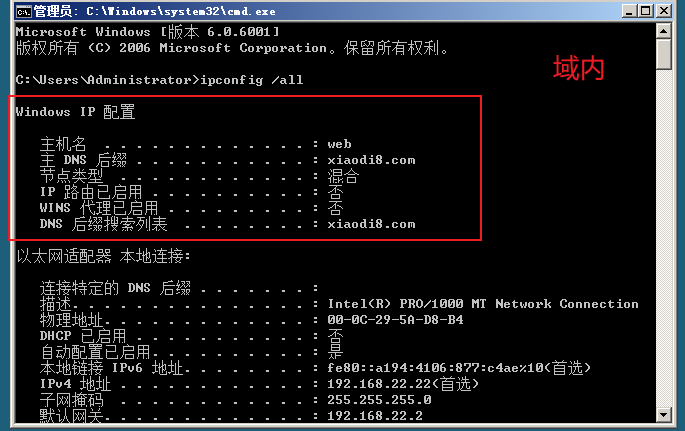 管理员: C:\Windows\system32\cmd.exe
Microsoft Windows [版本 6.0.6001]
版权所有 (C) 2006 Microsoft Corporation。保留所有权利。
C:\Users\Administrator>ipconfig /all
域内
Windows IP 配置
主机名 . . . . . . . . . . . . . : web
主 DNS 后缀 . . . . . . . . . . . : xiaodi8.com
节点类型 . . . . . . . . . . . . : 混合
IP 路由已启用 . . . . . . . . . . : 否
WINS 代理已启用 . . . . . . . . . : 否
DNS 后缀搜索列表 . . . . . . . . : xiaodi8.com
以太网适配器 本地连接:
连接特定的 DNS 后缀 . . . . . . . :
描述. . . . . . . . . . . . . . . : Intel(R) PRO/1000 MT Network Connection
物理地址. . . . . . . . . . . . . : 00-0C-29-5A-D8-B4
DHCP 已启用 . . . . . . . . . . . : 否
自动配置已启用. . . . . . . . . . : 是
本地链接 IPv6 地址. . . . . . . . : fe80::a194:4106:877:c4ae%10(首选)
IPv4 地址 . . . . . . . . . . . . : 192.168.22.22(首选)
子网掩码 . . . . . . . . . . . . : 255.255.255.0
默认网关. . . . . . . . . . . . . : 192.168.22.2